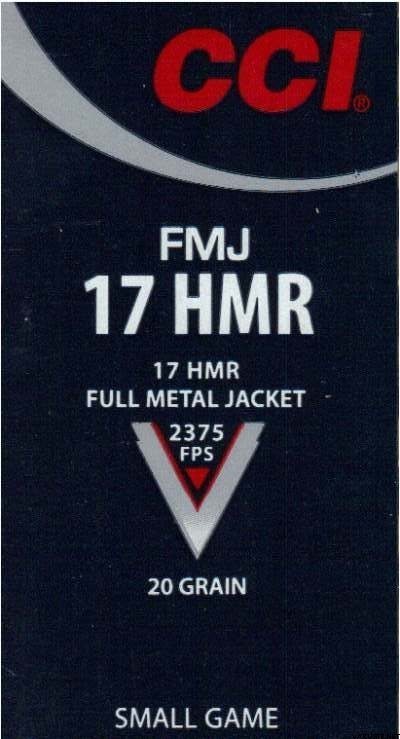 CCI®
FMJ
17 HMR
17 HMR
FULL METAL JACKET
2375
FPS
20 GRAIN
SMALL GAME